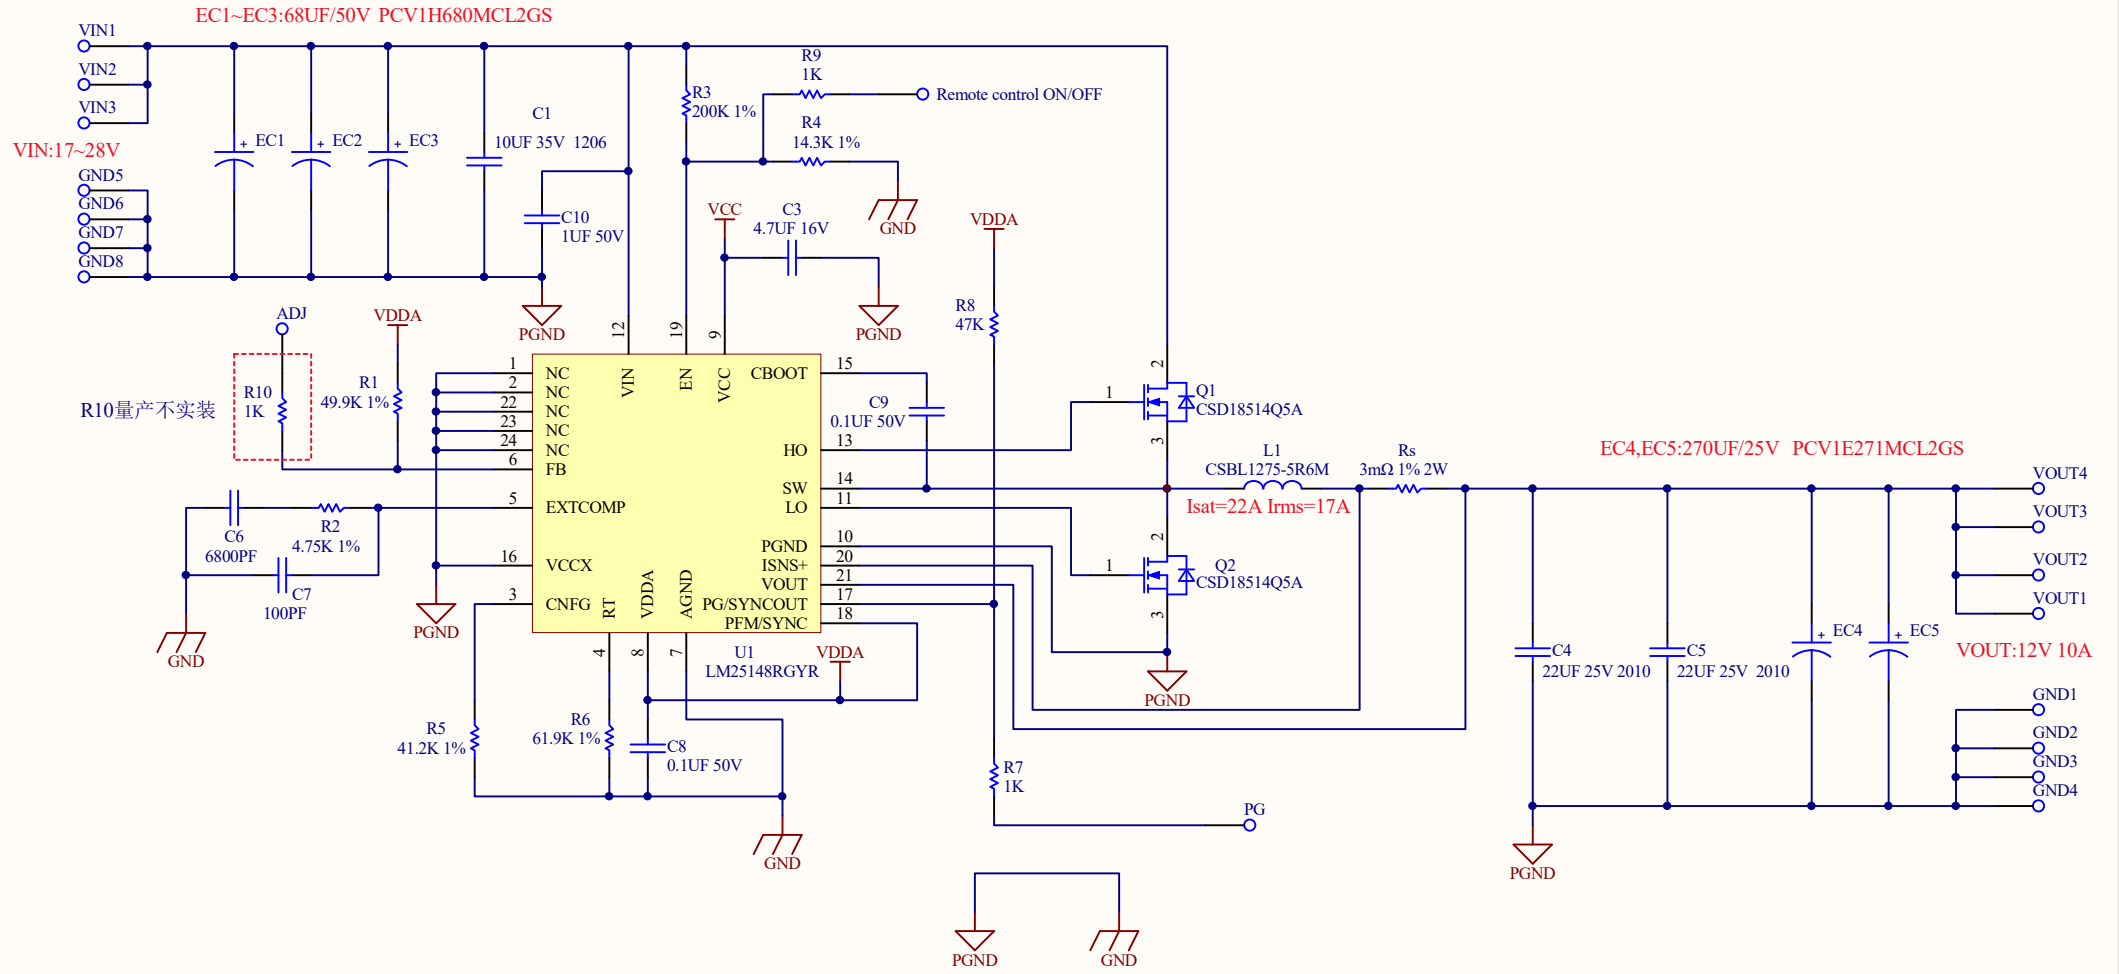 EC1~EC3:68UF/50V PCV1H680MCL2GS
VIN1
VIN2
VIN3
VIN:17~28V
GND5
GND6
GND7
GND8
+ EC1
+ EC2
+ EC3
C1
10UF 35V 1206
C10
1UF 50V
PGND
R3
200K 1%
R9
1K
Remote control ON/OFF
R4
14.3K 1%
GND
VCC
C3
4.7UF 16V
PGND
VDDA
R8
47K
ADJ
R10
1K
R10量产不实装
VDDA
R1
49.9K 1%
C6
6800PF
R2
4.75K 1%
C7
100PF
GND
PGND
12
19
9
VIN
EN
VCC
1 NC
2 NC
22 NC
23 NC
24 NC
6 FB
5 EXTCOMP
16 VCCX
3 CNFG
CBOOT 15
HO 13
SW 14
LO 11
PGND 10
ISNS+ 20
VOUT 21
PG/SYNCOUT 17
PFM/SYNC 18
RT
VDDA
AGND
4
8
7
U1
LM25148RGYR
VDDA
R5
41.2K 1%
R6
61.9K 1%
C8
0.1UF 50V
GND
C9
0.1UF 50V
2
1
3
Q1
CSD18514Q5A
L1
CSBL1275-5R6M
Isat=22A Irms=17A
Rs
3mΩ 1% 2W
2
1
3
Q2
CSD18514Q5A
PGND
R7
1K
PG
EC4,EC5:270UF/25V PCV1E271MCL2GS
VOUT4
VOUT3
VOUT2
VOUT1
C4
22UF 25V 2010
C5
22UF 25V 2010
+ EC4
+ EC5
VOUT:12V 10A
GND1
GND2
GND3
GND4
PGND
PGND
GND